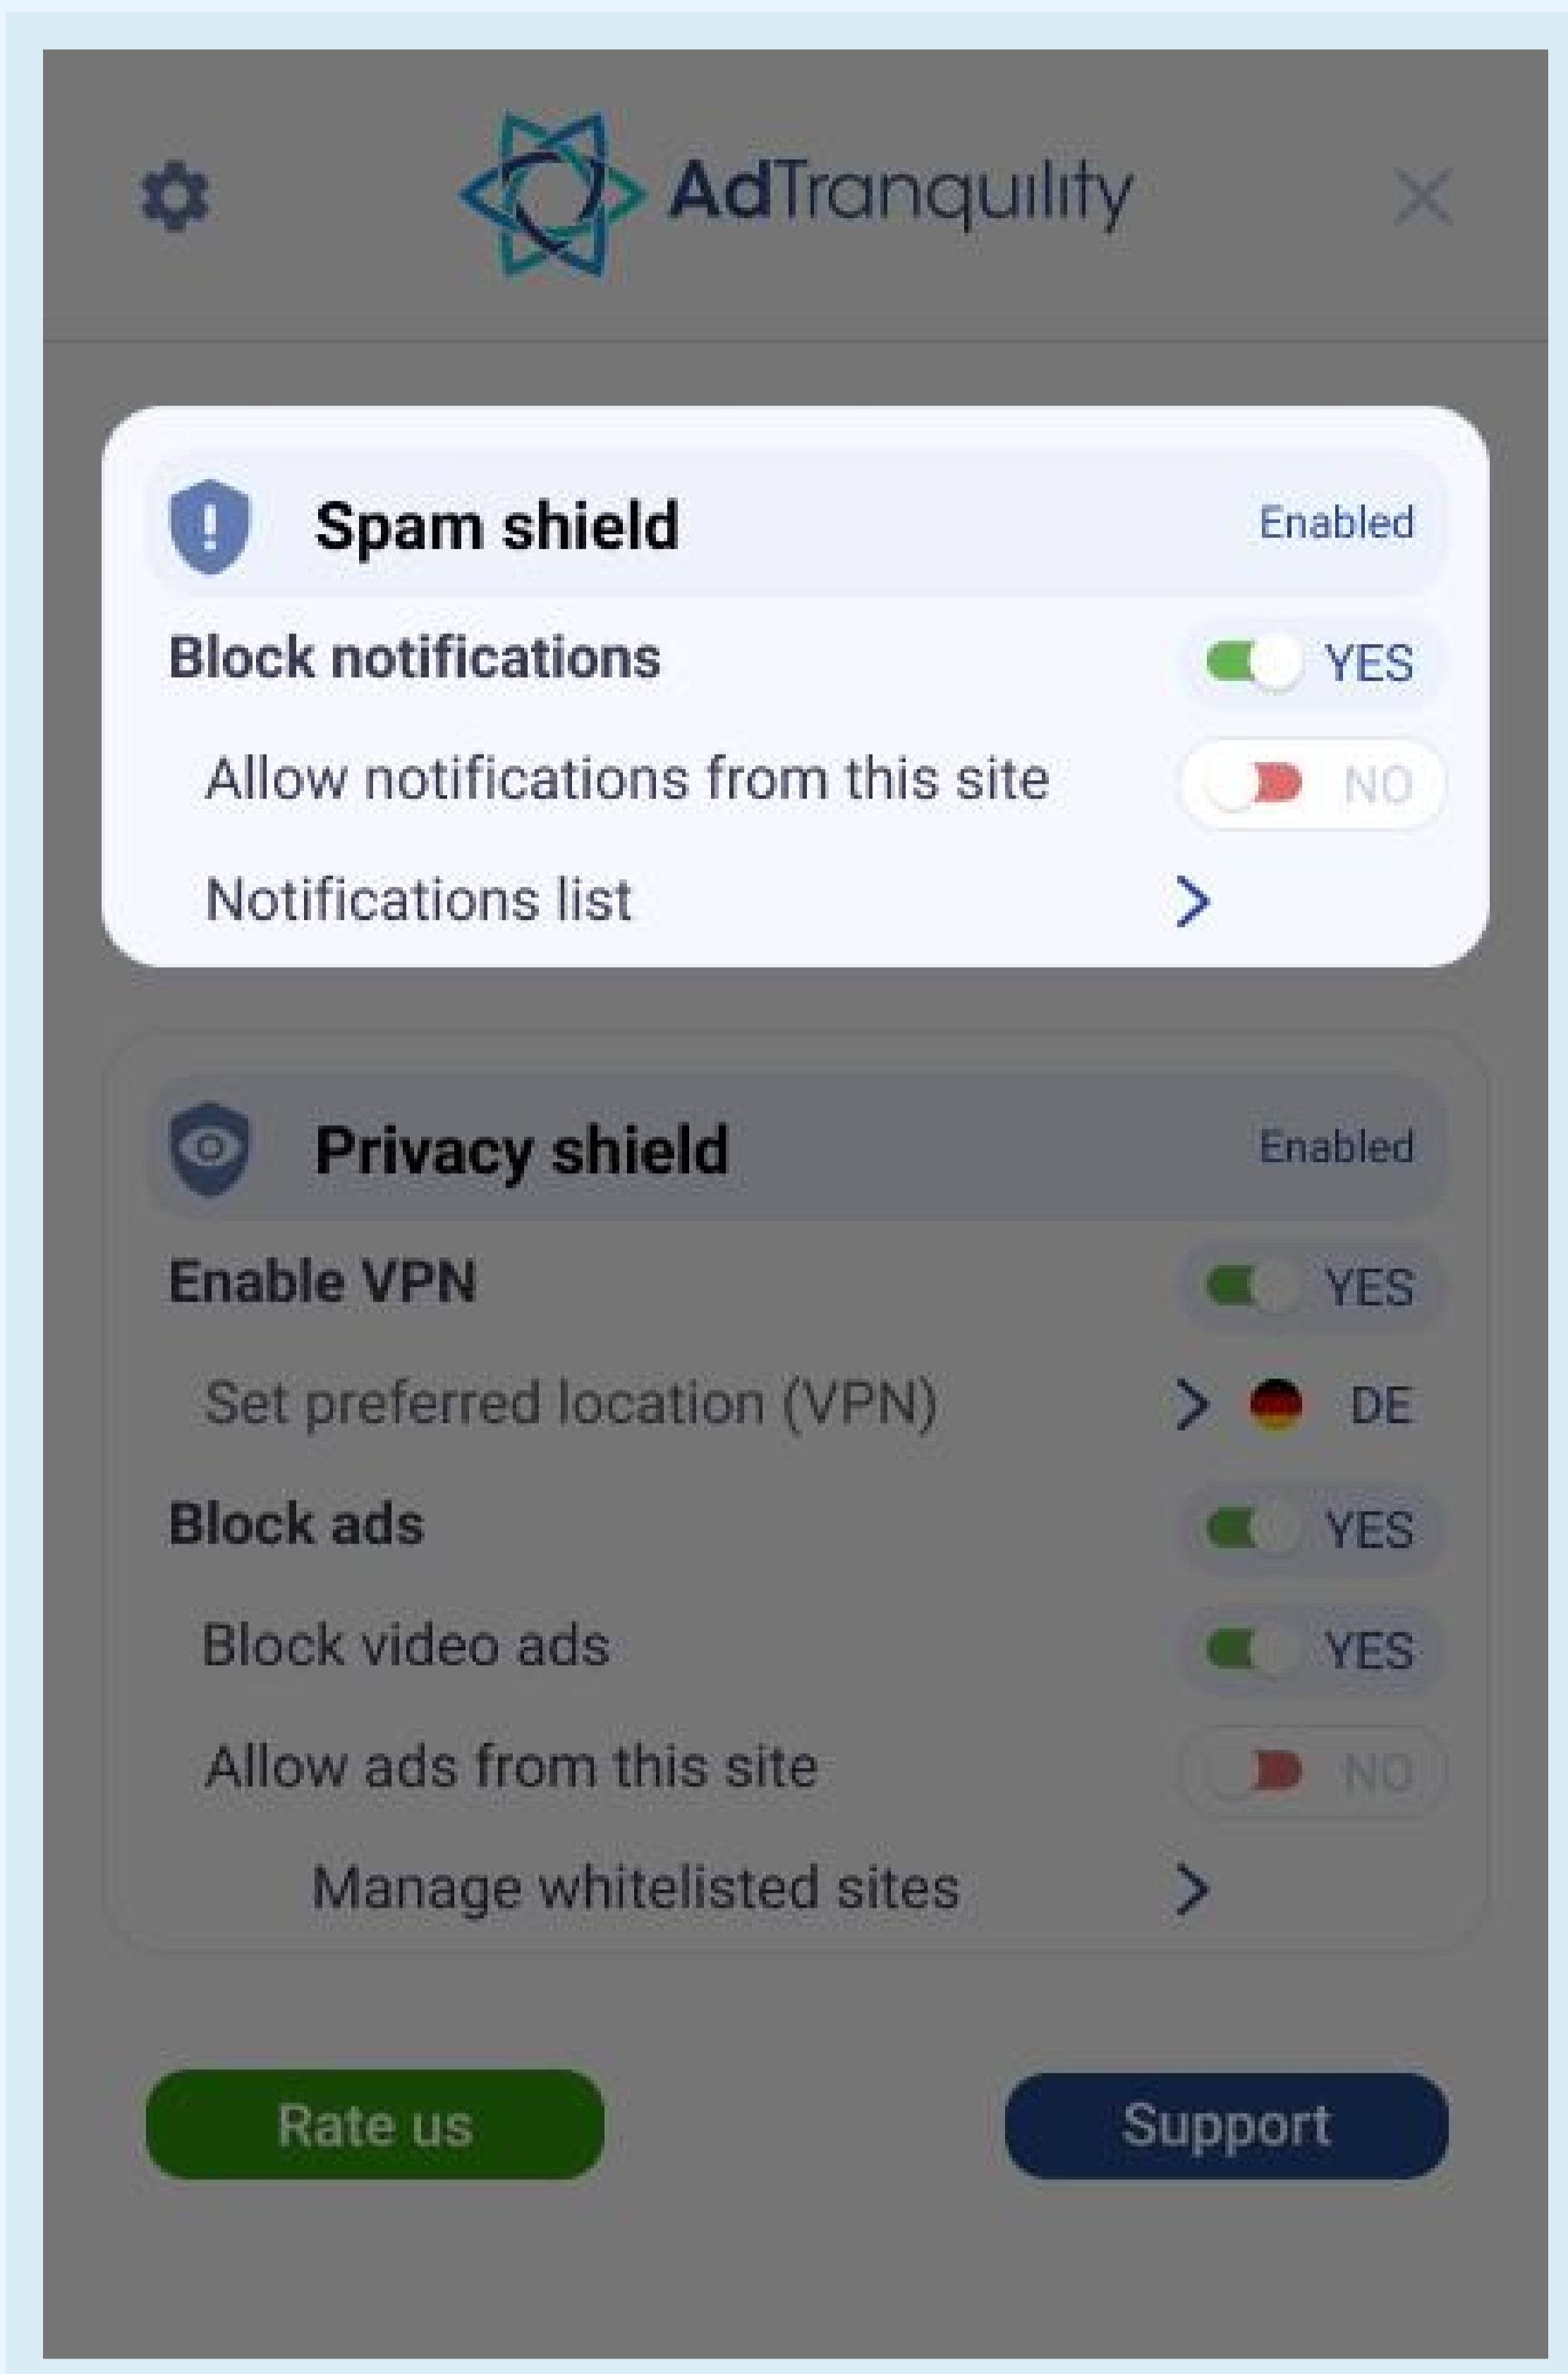 AdTranquility
Spam shield Enabled
Block notifications YES
Allow notifications from this site NO
Notifications list
Privacy shield Enabled
Enable VPN YES
Set preferred location (VPN) DE
Block ads YES
Block video ads YES
Allow ads from this site NO
Manage whitelisted sites
Rate us Support